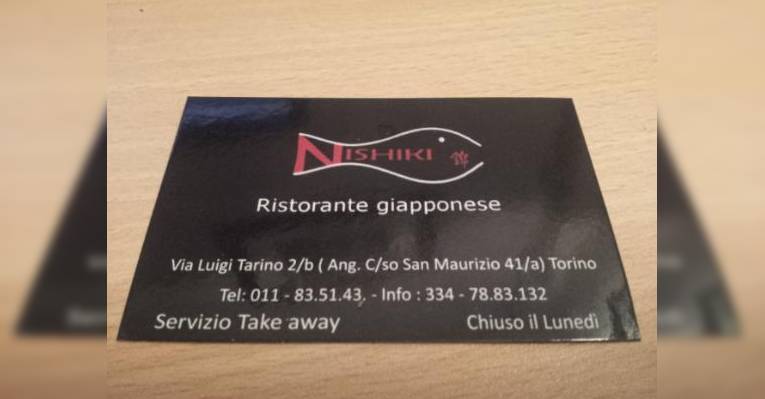 NISHIKI
Ristorante giapponese
Via Luigi Tarino 2/b ( Ang. C/so San Maurizio 41/a) Torino
Tel: 011 - 83.51.43. - Info : 334 - 78.83.132
Servizio Take away Chiuso il Lunedì